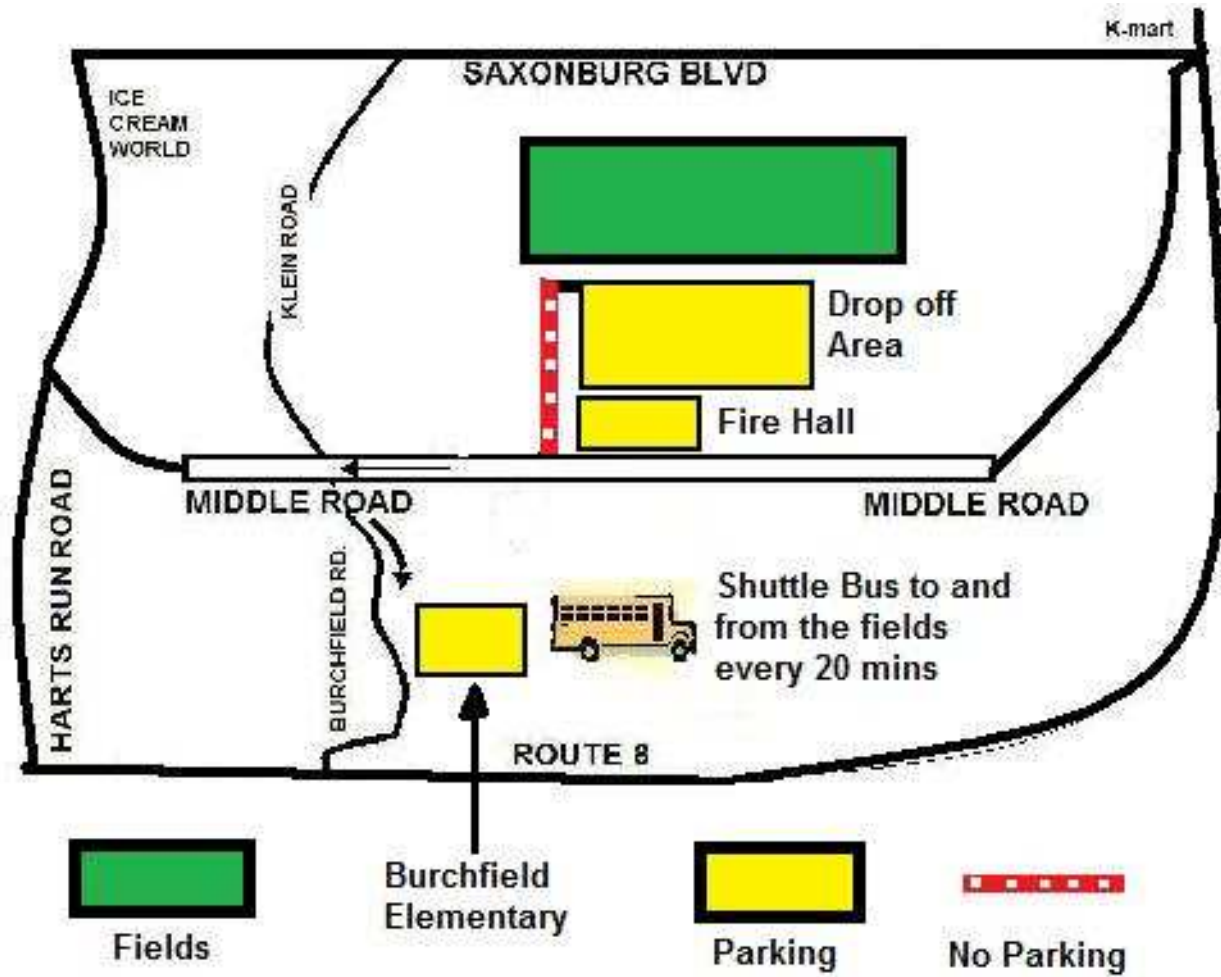 K-mart
SAXONBURG BLVD
ICE
CREAM
WORLD
KLEIN ROAD
Drop off
Area
Fire Hall
MIDDLE ROAD
MIDDLE ROAD
HARTS RUN ROAD
BURCHFIELD RD.
Shuttle Bus to and
from the fields
every 20 mins
ROUTE 8
Burchfield
Elementary
Fields
Parking
No Parking